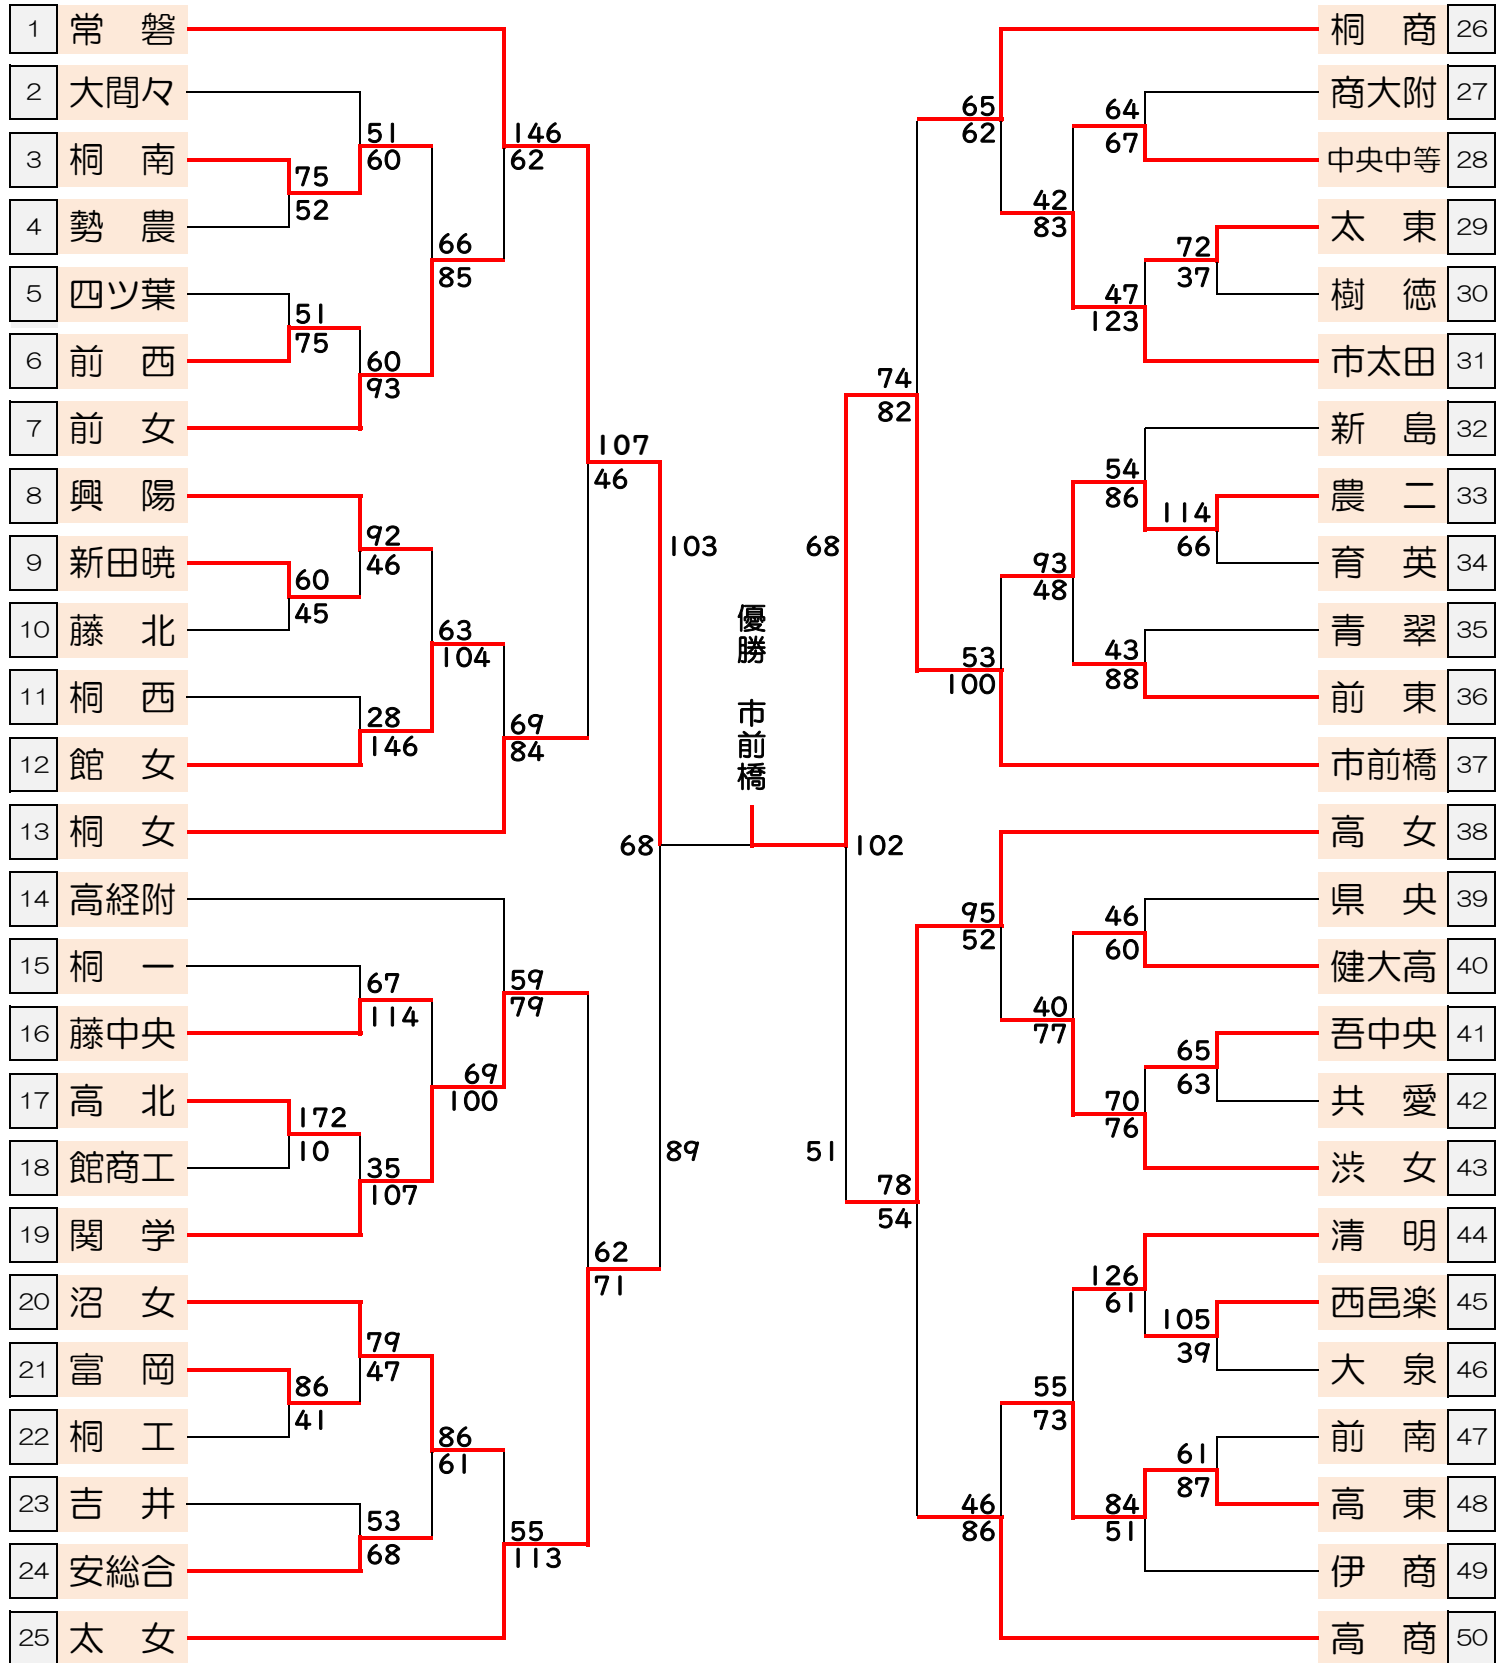 1 常 磐
2 大間々
3 桐 南
4 勢 農
5 四ツ葉
6 前 西
7 前 女
8 興 陽
9 新田暁
10 藤 北
11 桐 西
12 館 女
13 桐 女
14 高経附
15 桐 一
16 藤中央
17 高 北
18 館商工
19 関 学
20 沼 女
21 富 岡
22 桐 工
23 吉 井
24 安総合
25 太 女
75
52
51
75
60
45
172
10
86
41
51
60
60
93
92
46
28
146
67
114
35
107
79
47
53
68
66
85
63
104
69
100
86
61
146
62
69
84
59
79
55
113
107
46
62
71
103
89
68
優勝 市前橋
102
68
51
74
82
78
54
65
62
53
100
95
52
46
86
42
83
93
48
40
77
55
73
64
67
47
123
54
86
43
88
46
60
70
76
126
61
84
51
72
37
114
66
65
63
105
39
61
87
桐 商 26
商大附 27
中央中等 28
太 東 29
樹 徳 30
市太田 31
新 島 32
農 二 33
育 英 34
青 翠 35
前 東 36
市前橋 37
高 女 38
県 央 39
健大高 40
吾中央 41
共 愛 42
渋 女 43
清 明 44
西邑楽 45
大 泉 46
前 南 47
高 東 48
伊 商 49
高 商 50